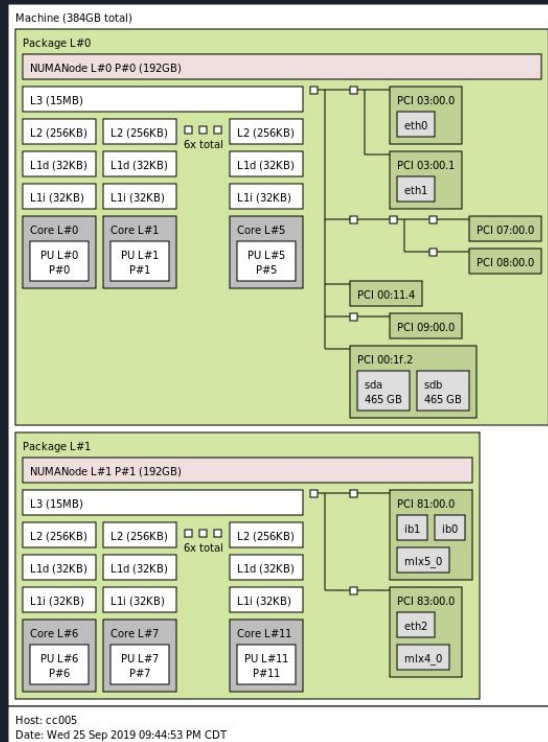 Machine (384GB total)
Package L#0
NUMANode L#0 P#0 (192GB)
L3 (15MB)
L2 (256KB) L2 (256KB) L2 (256KB)
6x total
L1d (32KB) L1d (32KB) L1d (32KB)
L1i (32KB) L1i (32KB) L1i (32KB)
Core L#0 Core L#1 Core L#5
PU L#0 PU L#1 PU L#5
P#0 P#1 P#5
PCI 03:00.0
eth0
PCI 03:00.1
eth1
PCI 07:00.0
PCI 08:00.0
PCI 00:11.4
PCI 09:00.0
PCI 00:1f.2
sda sdb
465 GB 465 GB
Package L#1
NUMANode L#1 P#1 (192GB)
L3 (15MB)
L2 (256KB) L2 (256KB) L2 (256KB)
6x total
L1d (32KB) L1d (32KB) L1d (32KB)
L1i (32KB) L1i (32KB) L1i (32KB)
Core L#6 Core L#7 Core L#11
PU L#6 PU L#7 PU L#11
P#6 P#7 P#11
PCI 81:00.0
ib1 ib0
mlx5_0
PCI 83:00.0
eth2
mlx4_0
Host: cc005
Date: Wed 25 Sep 2019 09:44:53 PM CDT